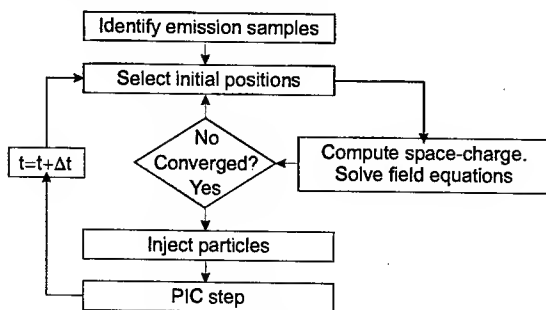 Identify emission samples
Select initial positions
No
Converged?
Yes
t=t+Δt
Compute space-charge.
Solve field equations
Inject particles
PIC step